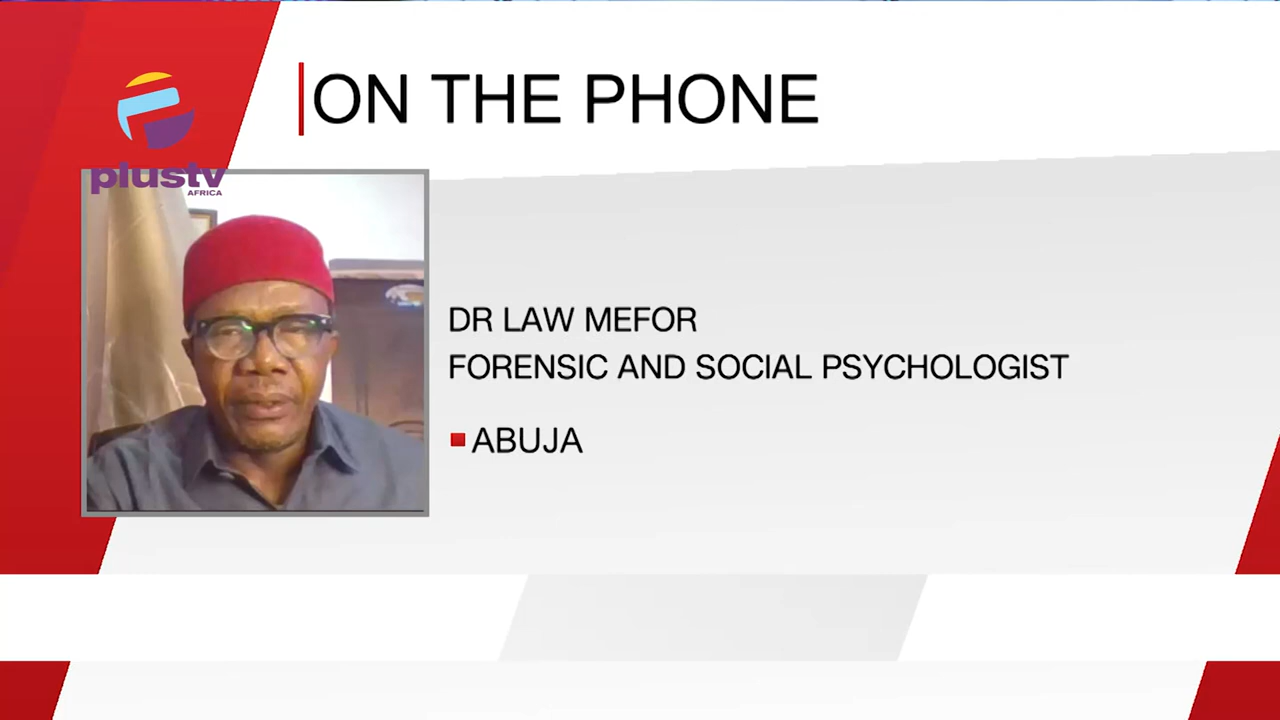 plustv
AFRICA
ON THE PHONE
DR LAW MEFOR
FORENSIC AND SOCIAL PSYCHOLOGIST
ABUJA